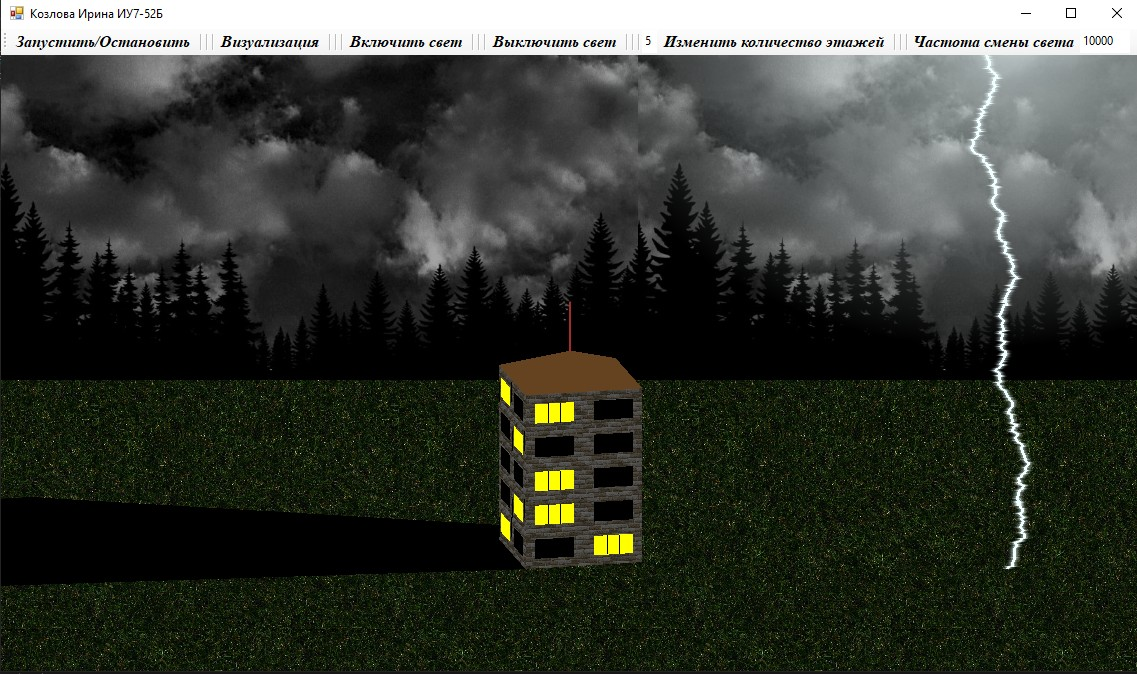 Козлова Ирина ИУ7-52Б
Запустить/Остановить Визуализация Включить свет Выключить свет 5 Изменить количество этажей Частота смены света 10000